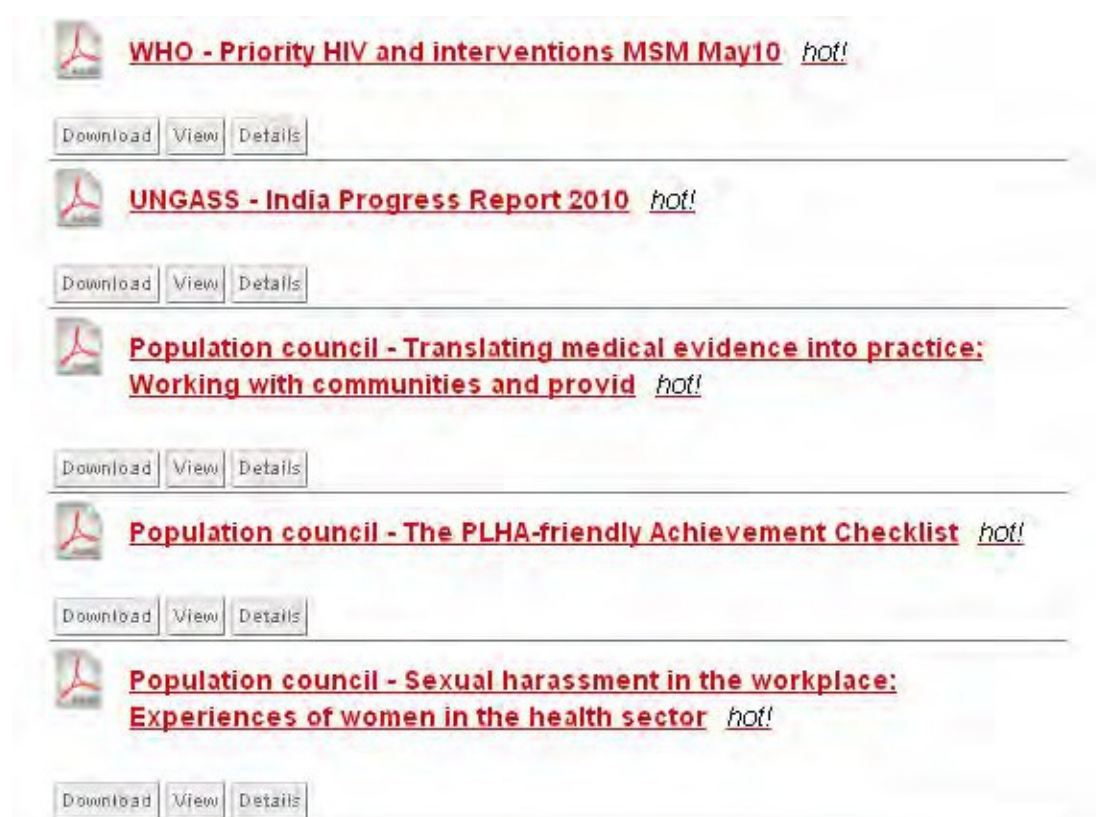 WHO - Priority HIV and interventions MSM May10 hot!
Download View Details
UNGASS - India Progress Report 2010 hot!
Download View Details
Population council - Translating medical evidence into practice:
Working with communities and provid hot!
Download View Details
Population council - The PLHA-friendly Achievement Checklist hot!
Download View Details
Population council - Sexual harassment in the workplace:
Experiences of women in the health sector hot!
Download View Details